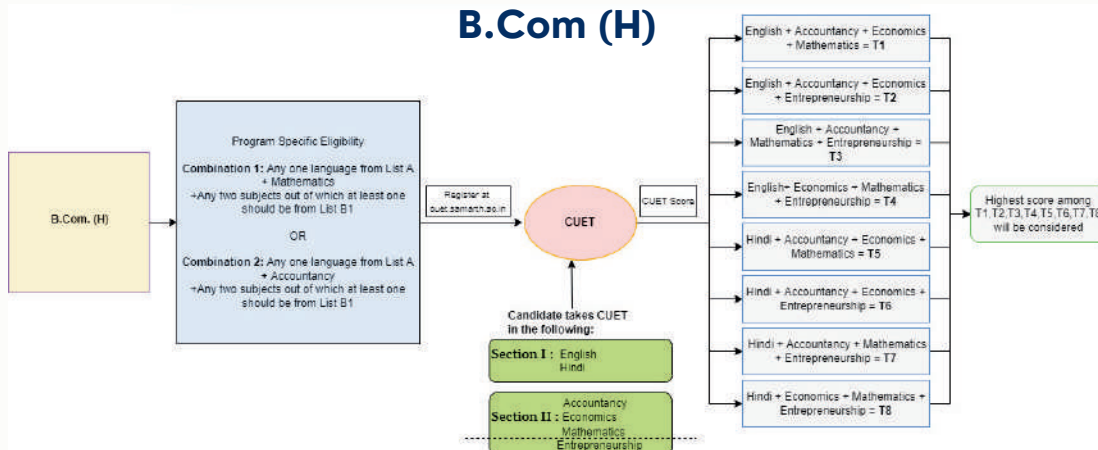 B.Com (H)
B.Com. (H)
Program Specific Eligibility
Combination 1: Any one language from List A
+ Mathematics
+Any two subjects out of which at least one
should be from List B1
OR
Combination 2: Any one language from List A
+ Accountancy
+Any two subjects out of which at least one
should be from List B1
Register at
cuet.samarth.ac.in
CUET
Candidate takes CUET
in the following:
Section I : English
Hindi
Accountancy
Section II : Economics
Mathematics
Entrepreneurship
CUET Score
English + Accountancy + Economics
+ Mathematics = T1
English + Accountancy + Economics
+ Entrepreneurship = T2
English + Accountancy +
Mathematics + Entrepreneurship =
T3
English+ Economics + Mathematics
+ Entrepreneurship = T4
Hindi + Accountancy + Economics +
Mathematics = T5
Hindi + Accountancy + Economics +
Entrepreneurship = T6
Hindi + Accountancy + Mathematics
+ Entrepreneurship = T7
Hindi + Economics + Mathematics +
Entrepreneurship = T8
Highest score among
T1,T2,T3,T4,T5,T6,T7,T8
will be considered